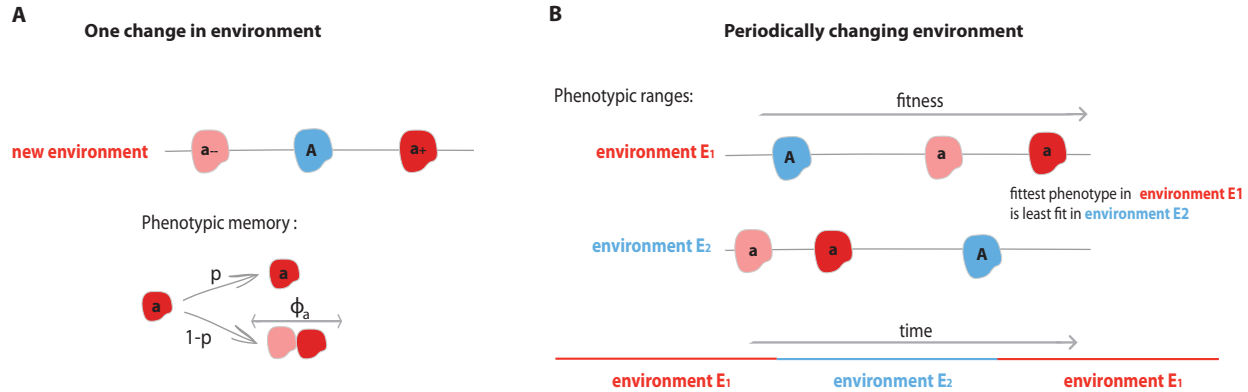 A
One change in environment
new environment
a--
A
a+
Phenotypic memory :
a
p
a
1-p
ϕa
B
Periodically changing environment
Phenotypic ranges:
fitness
environment E1
A
a
a
fittest phenotype in environment E1
is least fit in environment E2
environment E2
a
a
A
time
environment E1
environment E2
environment E1